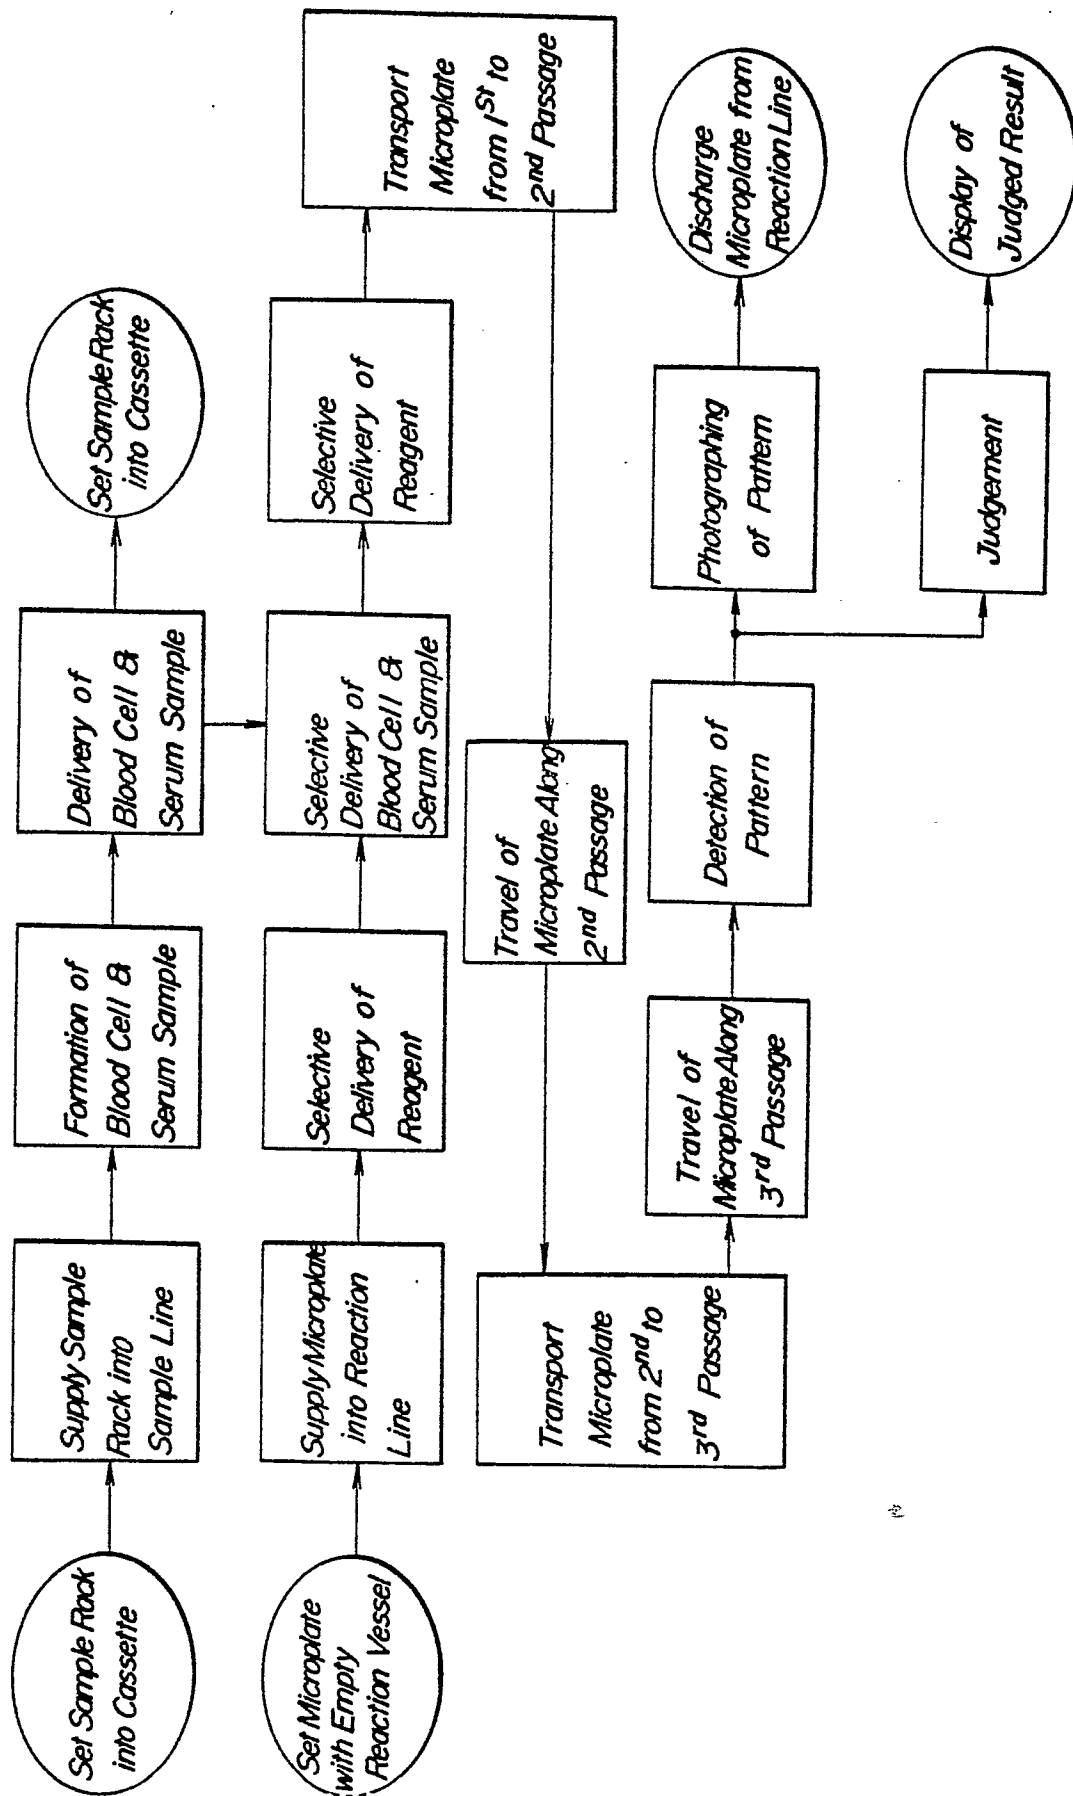 Set Sample Rack
into Cassette
Supply Sample
Rack into
Sample Line
Formation of
Blood Cell &
Serum Sample
Delivery of
Blood Cell &
Serum Sample
Set Sample Rack
into Cassette
Set Microplate
with Empty
Reaction Vessel
Supply Microplate
into Reaction
Line
Selective
Delivery of
Reagent
Selective
Delivery of
Blood Cell &
Serum Sample
Selective
Delivery of
Reagent
Transport
Microplate
from 1st to
2nd Passage
Travel of
Microplate Along
2nd Passage
Transport
Microplate
from 2nd to
3rd Passage
Travel of
Microplate Along
3rd Passage
Detection of
Pattern
Photographing
of Pattern
Discharge
Microplate from
Reaction Line
Judgement
Display of
Judged Result